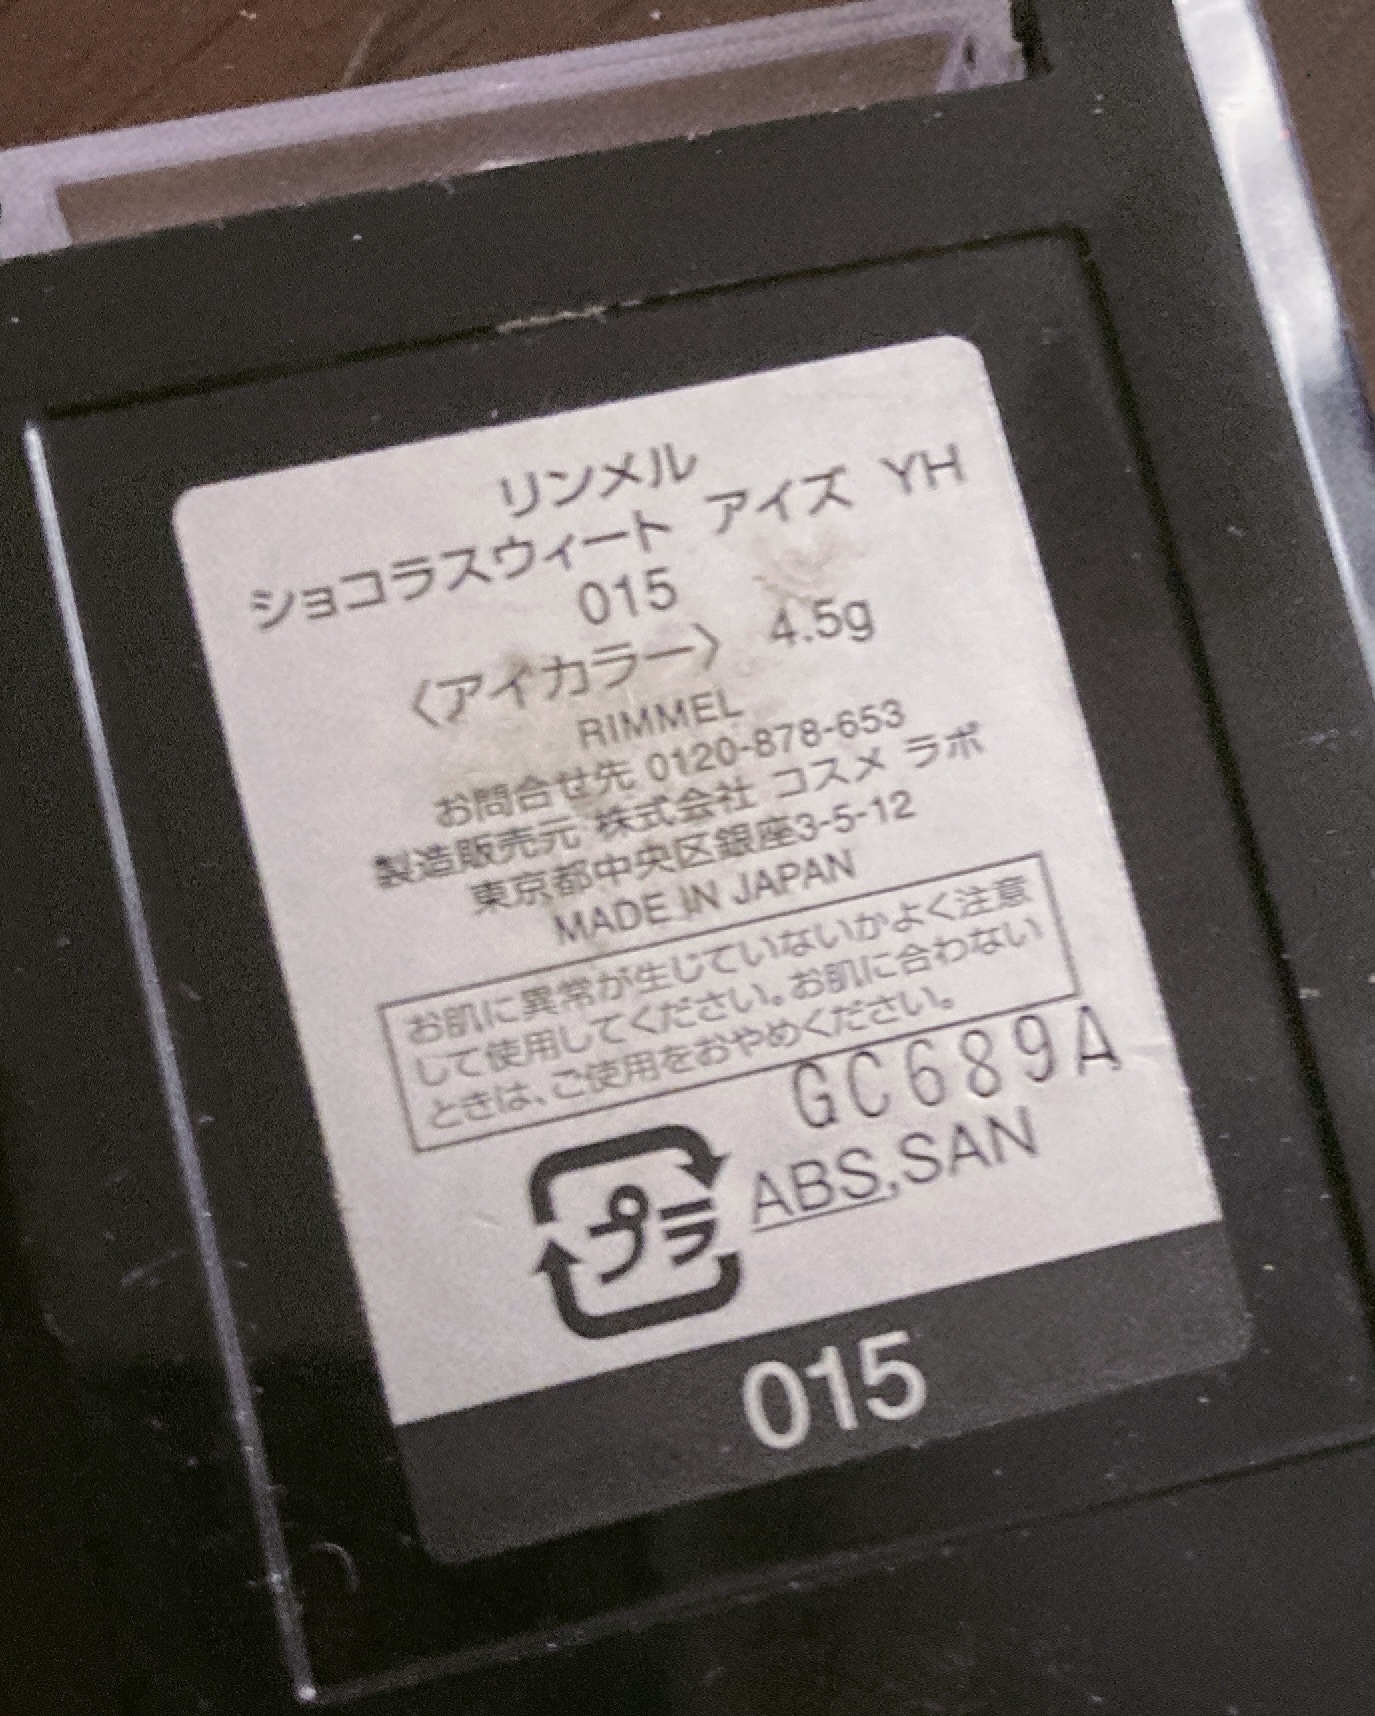 リンメル
ショコラスウィート アイズ YH
015
〈アイカラー〉 4.5g
RIMMEL
お問合せ先 0120-878-653
製造販売元 株式会社 コスメ ラボ
東京都中央区銀座3-5-12
MADE IN JAPAN
お肌に異常が生じていないかよく注意
して使用してください。お肌に合わない
ときは、ご使用をおやめください。
GC689A
プラ ABS,SAN
015